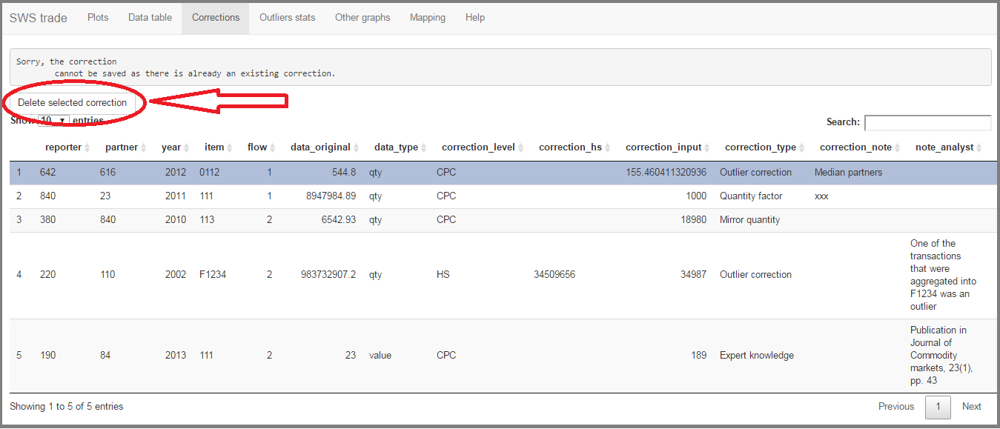 SWS trade Plots Data table Corrections Outliers stats Other graphs Mapping Help
Sorry, the correction
cannot be saved as there is already an existing correction.
Delete selected correction
Show 10 entries
Search:
reporter partner year item flow data_original data_type correction_level correction_hs correction_input correction_type correction_note note_analyst
1 642 616 2012 0112 1 544.8 qty CPC 155.460411320936 Outlier correction Median partners
2 840 23 2011 111 1 8947984.89 qty CPC 1000 Quantity factor xxx
3 380 840 2010 113 2 6542.93 qty CPC 18980 Mirror quantity
4 220 110 2002 F1234 2 983732907.2 qty HS 34509656 34987 Outlier correction
One of the
transactions
that were
aggregated into
F1234 was an
outlier
5 190 84 2013 111 2 23 value CPC 189 Expert knowledge
Publication in
Journal of
Commodity
markets, 23(1),
pp. 43
Showing 1 to 5 of 5 entries
Previous 1 Next